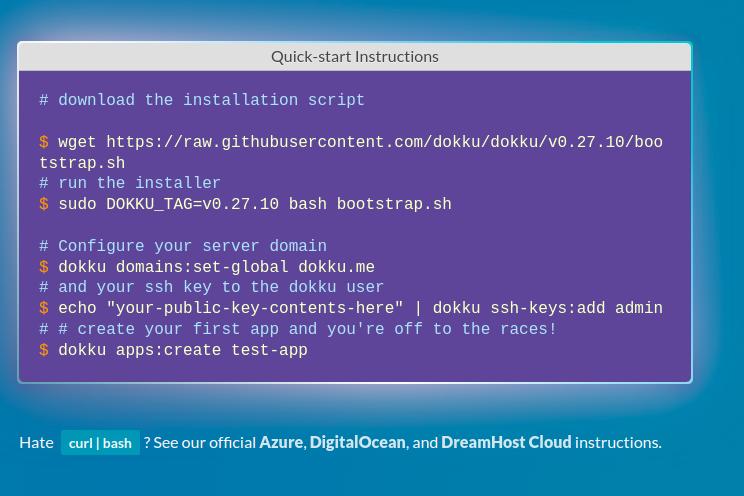 Quick-start Instructions
# download the installation script
$ wget https://raw.githubusercontent.com/dokku/dokku/v0.27.10/boo
tstrap.sh
# run the installer
$ sudo DOKKU_TAG=v0.27.10 bash bootstrap.sh
# Configure your server domain
$ dokku domains:set-global dokku.me
# and your ssh key to the dokku user
$ echo "your-public-key-contents-here" | dokku ssh-keys:add admin
# # create your first app and you're off to the races!
$ dokku apps:create test-app
Hate curl | bash ? See our official Azure, DigitalOcean, and DreamHost Cloud instructions.